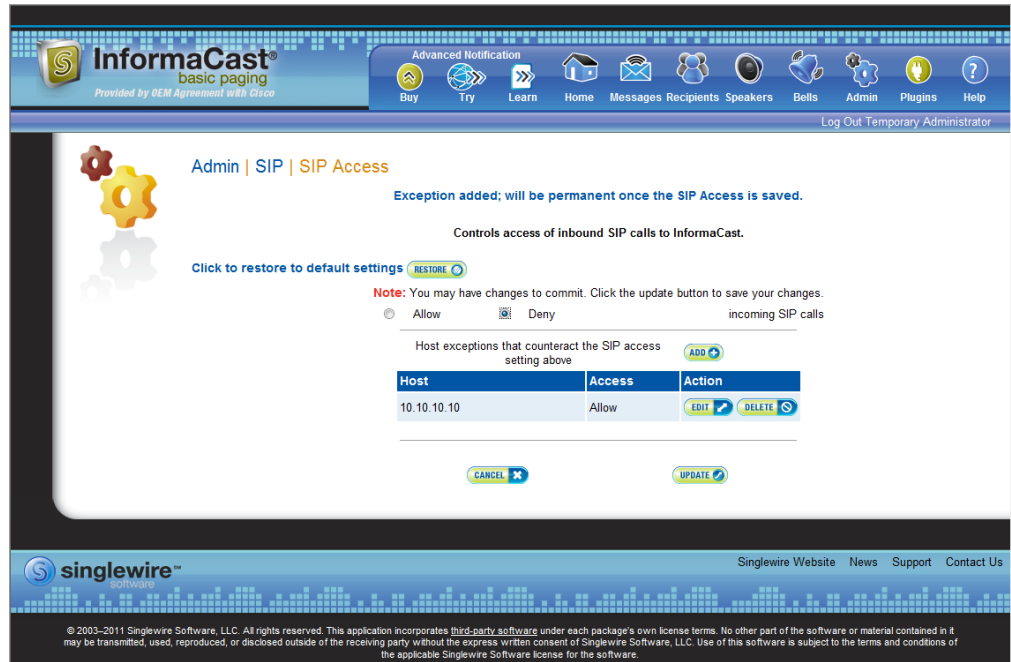 InformaCast®
basic paging
Provided by OEM Agreement with Cisco
Advanced Notification
Buy Try Learn Home Messages Recipients Speakers Bells Admin Plugins Help
Log Out Temporary Administrator
Admin | SIP | SIP Access
Exception added; will be permanent once the SIP Access is saved.
Controls access of inbound SIP calls to InformaCast.
Click to restore to default settings RESTORE
Note: You may have changes to commit. Click the update button to save your changes.
Allow Deny incoming SIP calls
Host exceptions that counteract the SIP access
setting above
ADD
Host Access Action
10.10.10.10 Allow EDIT DELETE
CANCEL UPDATE
Singlewire Website News Support Contact Us
singlewire™
software
© 2003–2011 Singlewire Software, LLC. All rights reserved. This application incorporates third-party software under each package's own license terms. No other part of the software or material contained in it
may be transmitted, used, reproduced, or disclosed outside of the receiving party without the express written consent of Singlewire Software, LLC. Use of this software is subject to the terms and conditions of
the applicable Singlewire Software license for the software.